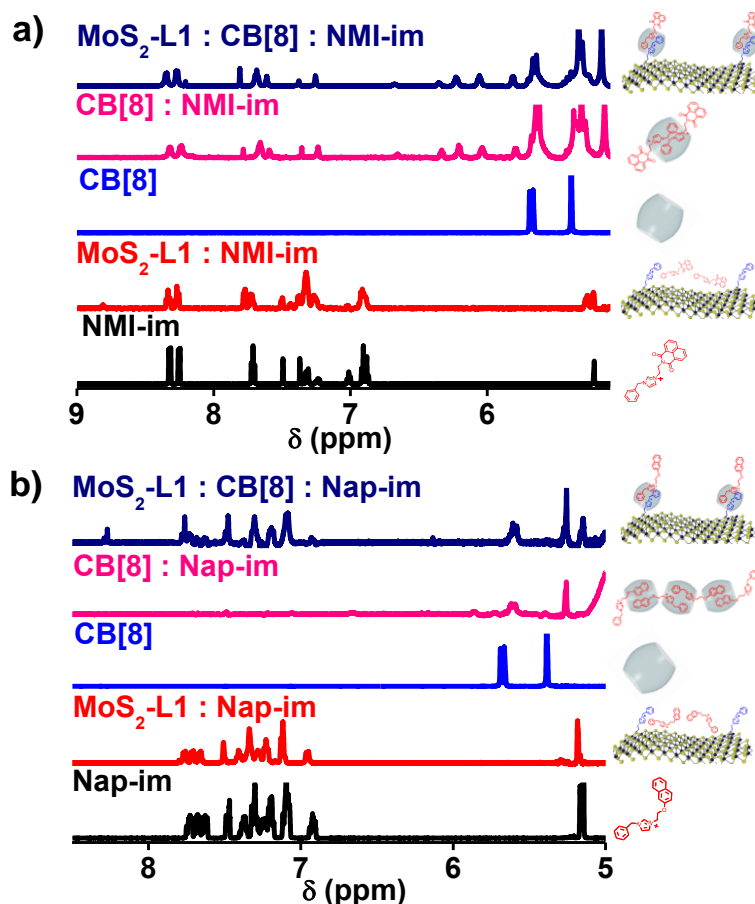 a)
MoS₂-L1 : CB[8] : NMI-im
CB[8] : NMI-im
CB[8]
MoS₂-L1 : NMI-im
NMI-im
9 8 7 6
δ (ppm)
b)
MoS₂-L1 : CB[8] : Nap-im
CB[8] : Nap-im
CB[8]
MoS₂-L1 : Nap-im
Nap-im
8 7 6 5
δ (ppm)